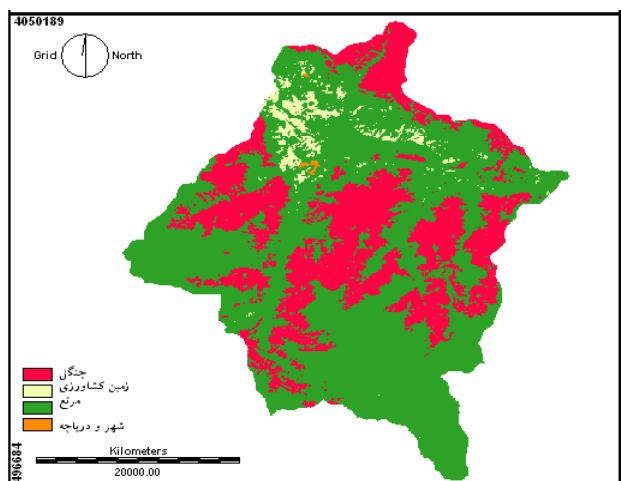 4050189
Grid North
جنگل
زمین کشاورزی
مرتع
شهر و دریاچه
Kilometers
20000.00
496684